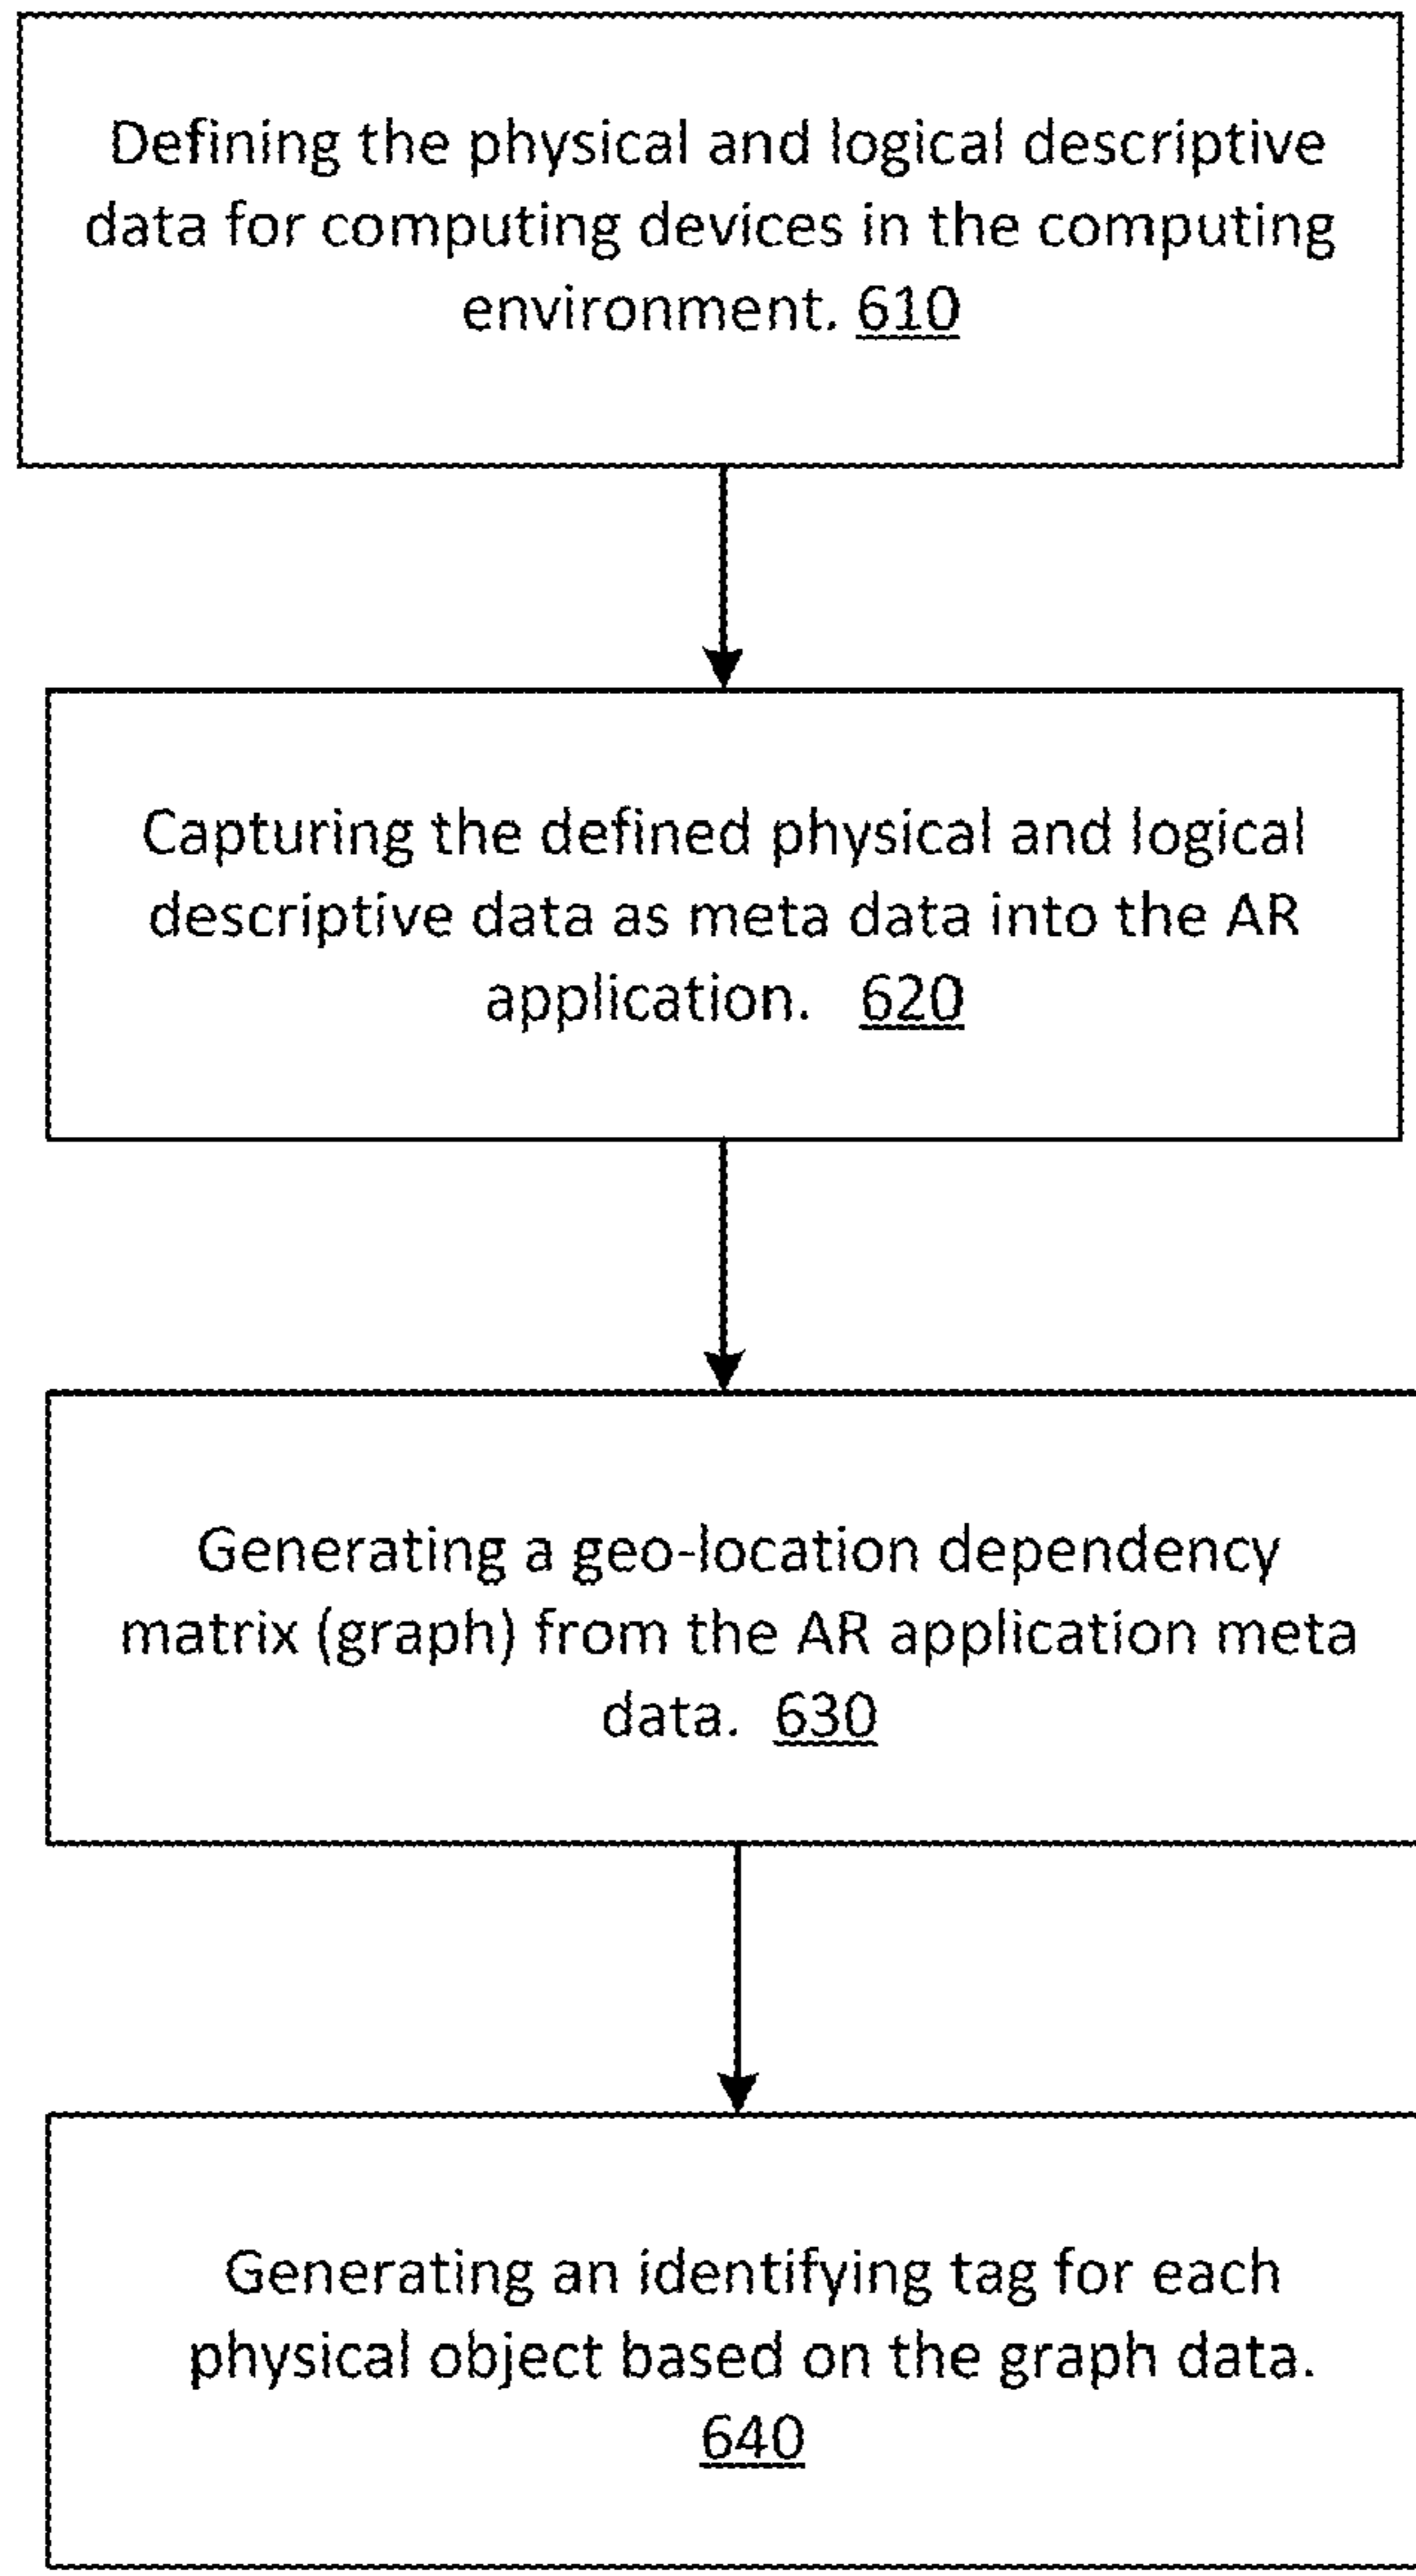 Defining the physical and logical descriptive
data for computing devices in the computing
environment. 610
Capturing the defined physical and logical
descriptive data as meta data into the AR
application. 620
Generating a geo-location dependency
matrix (graph) from the AR application meta
data. 630
Generating an identifying tag for each
physical object based on the graph data.
640